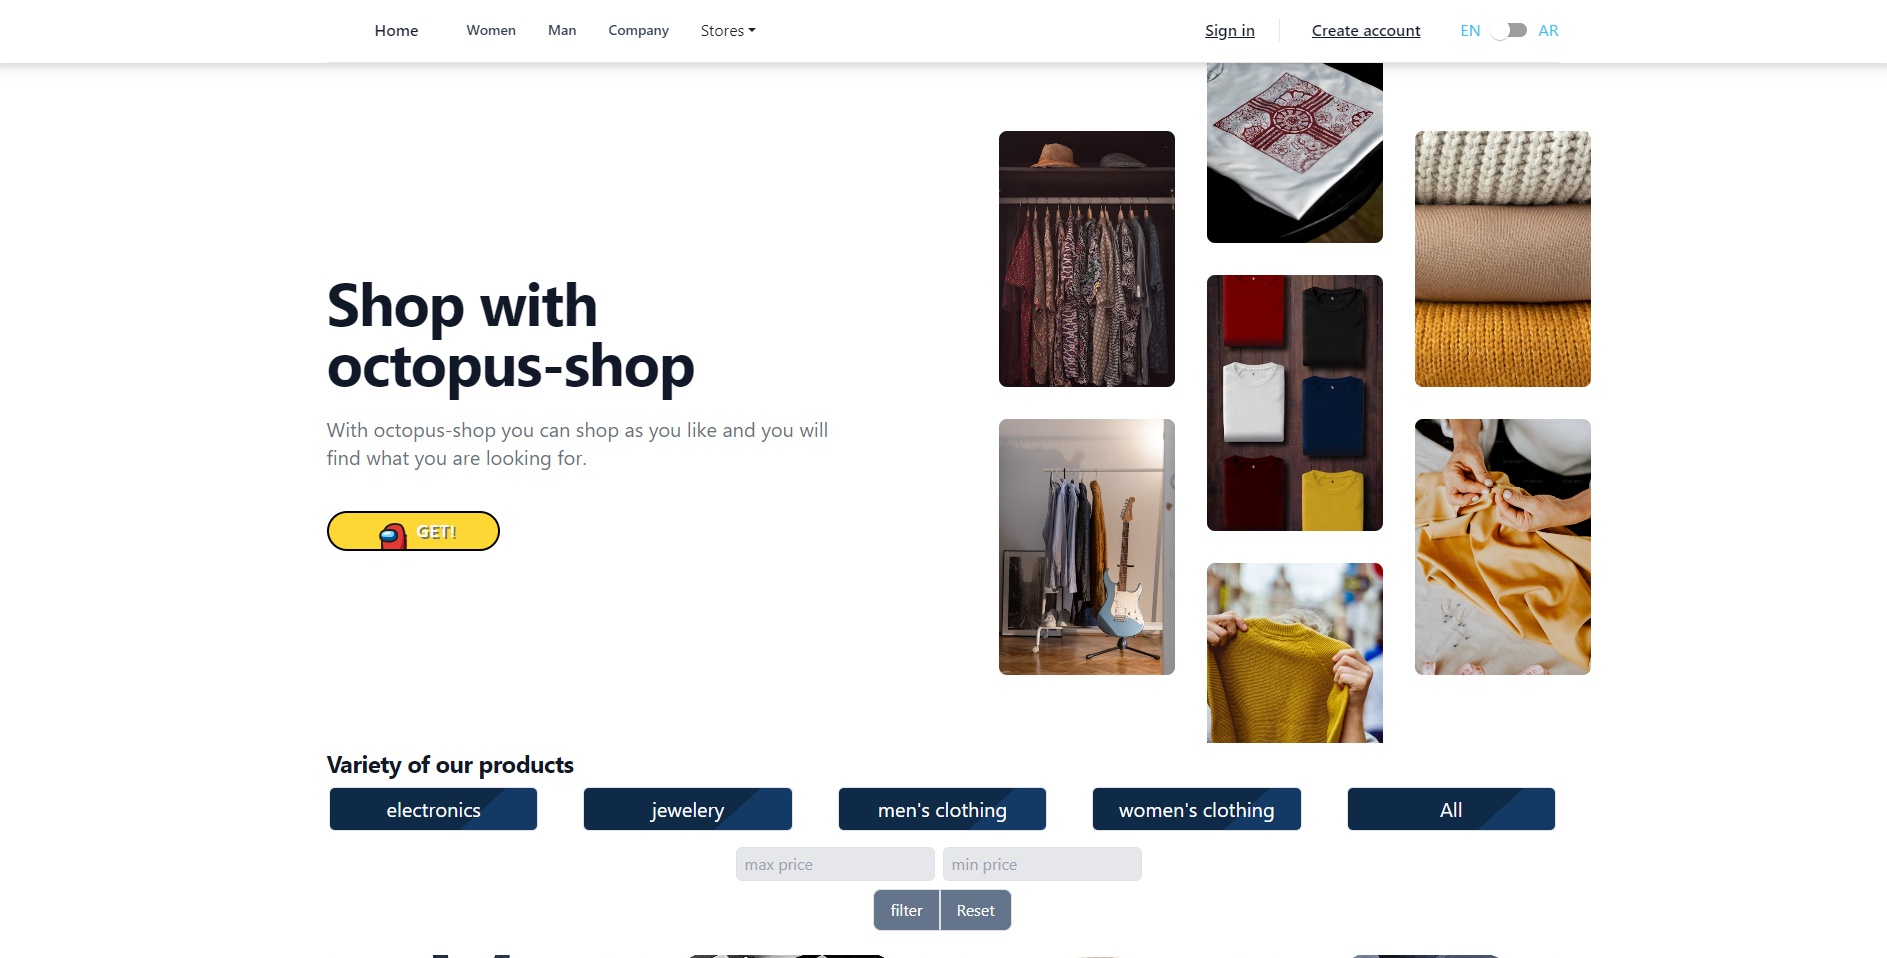 Home Women Man Company Stores Sign in Create account EN AR
Shop with
octopus-shop
With octopus-shop you can shop as you like and you will
find what you are looking for.
GET!
Variety of our products
electronics jewelery men's clothing women's clothing All
max price min price
filter Reset